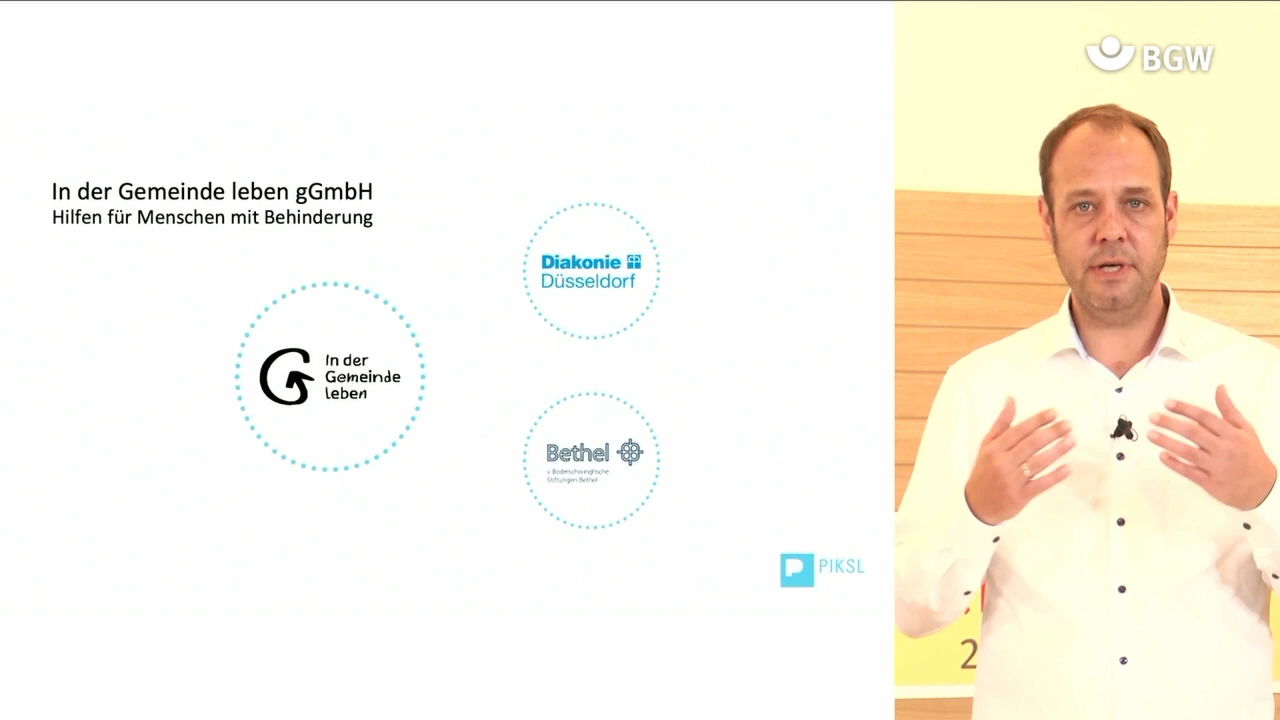 In der Gemeinde leben gGmbH
Hilfen für Menschen mit Behinderung
Diakonie
Düsseldorf
In der
Gemeinde
leben
Bethel
v. Bodelschwinghsche
Stiftungen Bethel
PIKSL
BGW
2